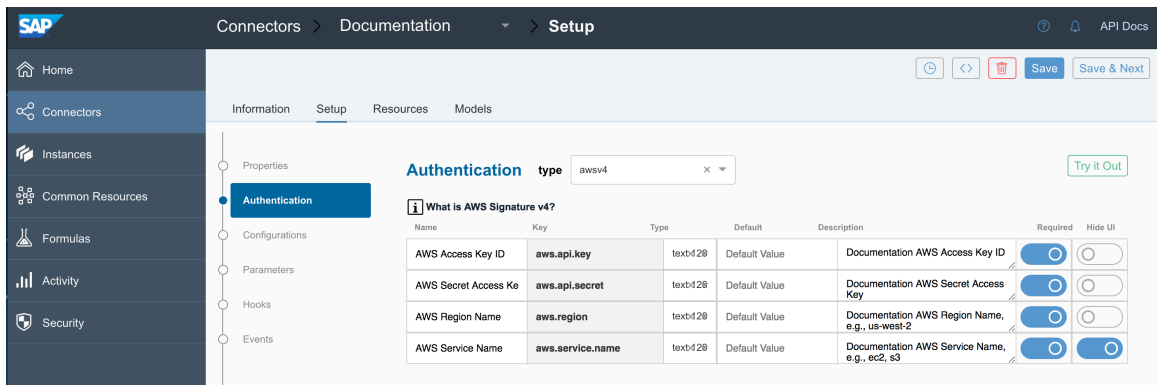 SAP
Connectors > Documentation > Setup
API Docs
Home
Connectors
Instances
Common Resources
Formulas
Activity
Security
Save
Save & Next
Information Setup Resources Models
Properties
Authentication
Configurations
Parameters
Hooks
Events
Authentication type awsv4
Try it Out
i What is AWS Signature v4?
Name Key Type Default Description Required Hide UI
AWS Access Key ID aws.api.key Default Value Documentation AWS Access Key ID
AWS Secret Access Ke aws.api.secret Default Value Documentation AWS Secret Access
Key
AWS Region Name aws.region Default Value Documentation AWS Region Name,
e.g., us-west-2
AWS Service Name aws.service.name Default Value Documentation AWS Service Name,
e.g., ec2, s3